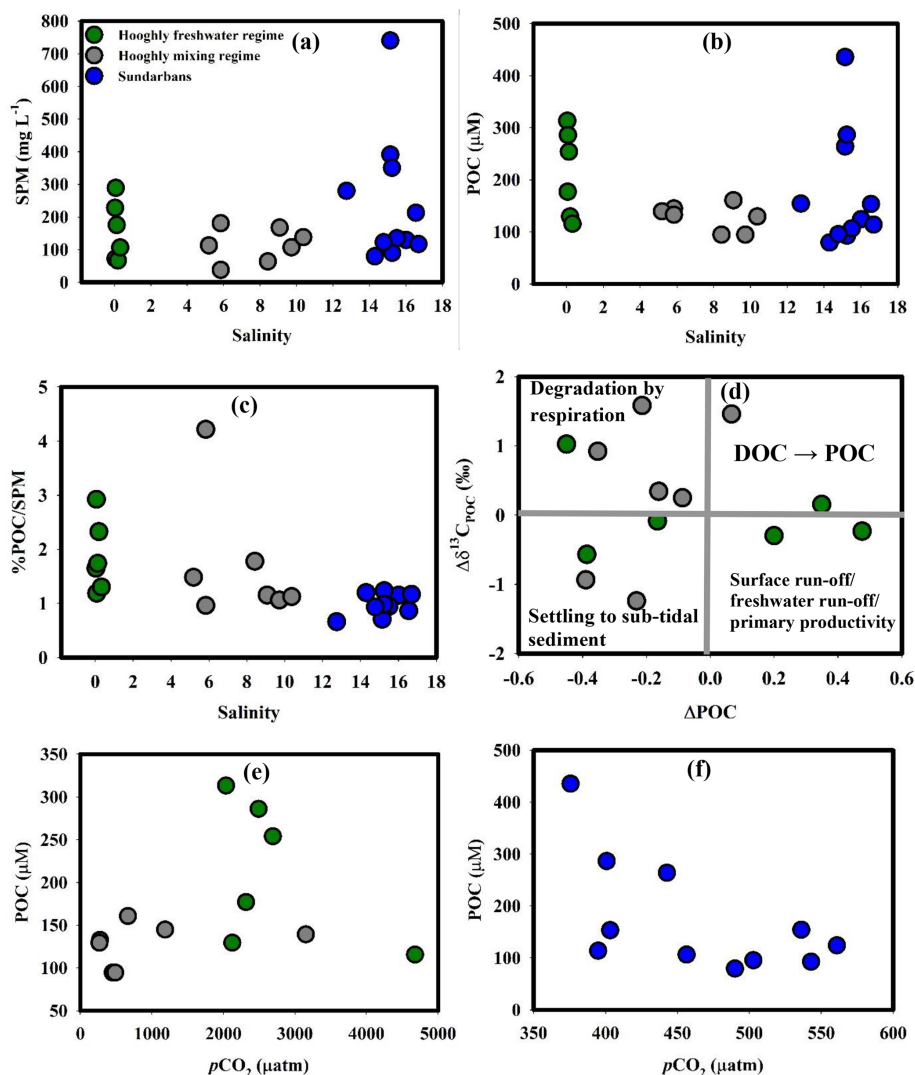 (a)
Hooghly freshwater regime
Hooghly mixing regime
Sundarbans
SPM (mg L⁻¹)
800
700
600
500
400
300
200
100
0
0 2 4 6 8 10 12 14 16 18
Salinity
(b)
POC (μM)
500
400
300
200
100
0
0 2 4 6 8 10 12 14 16 18
Salinity
(c)
%POC/SPM
5
4
3
2
1
0
0 2 4 6 8 10 12 14 16 18
Salinity
(d)
Degradation by
respiration
DOC → POC
Settling to sub-tidal
sediment
Surface run-off/
freshwater run-off/
primary productivity
Δδ¹³C_POC (‰)
2
1
0
-1
-2
-0.6 -0.4 -0.2 0.0 0.2 0.4 0.6
ΔPOC
(e)
POC (μM)
350
300
250
200
150
100
50
0 1000 2000 3000 4000 5000
pCO₂ (μatm)
(f)
POC (μM)
500
400
300
200
100
0
350 400 450 500 550 600
pCO₂ (μatm)